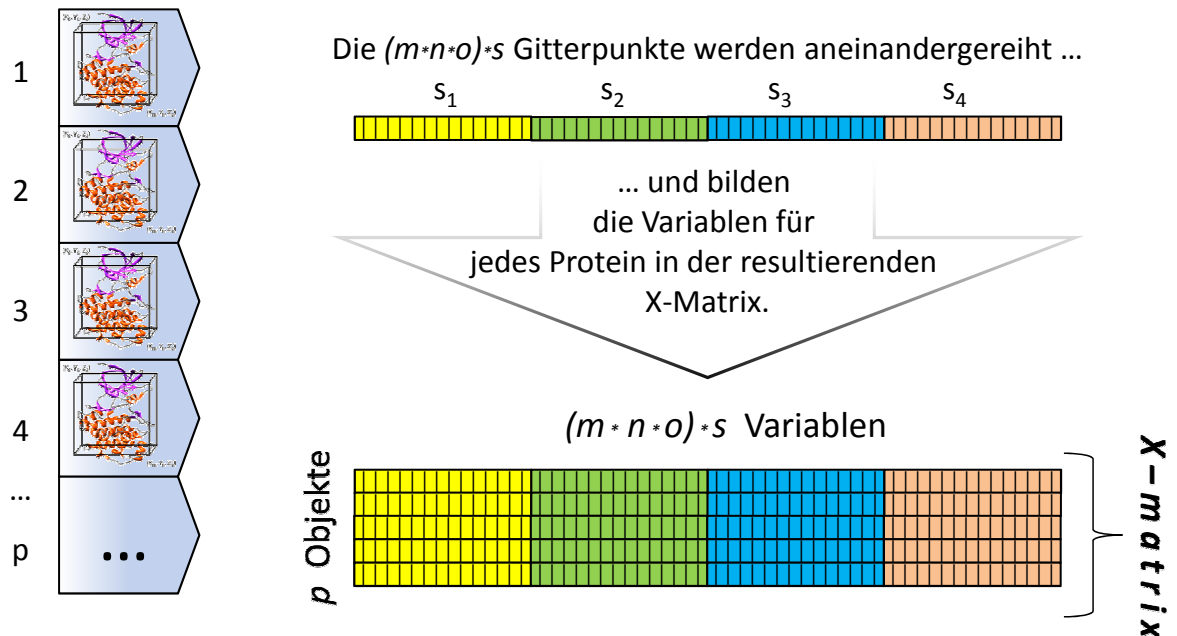 1
2
3
4
...
p
...
Die (m*n*o)*s Gitterpunkte werden aneinandergereiht ...
s1 s2 s3 s4
... und bilden
die Variablen für
jedes Protein in der resultierenden
X-Matrix.
(m * n * o) * s Variablen
p Objekte
X-matrix